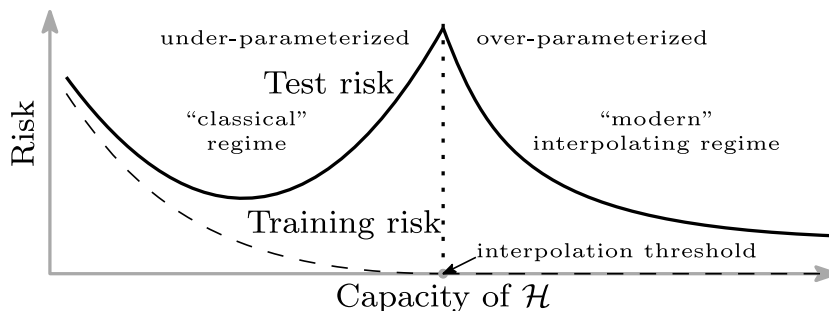 under-parameterized
over-parameterized
Test risk
“classical”
regime
“modern”
interpolating regime
Risk
Training risk
interpolation threshold
Capacity of ℋ